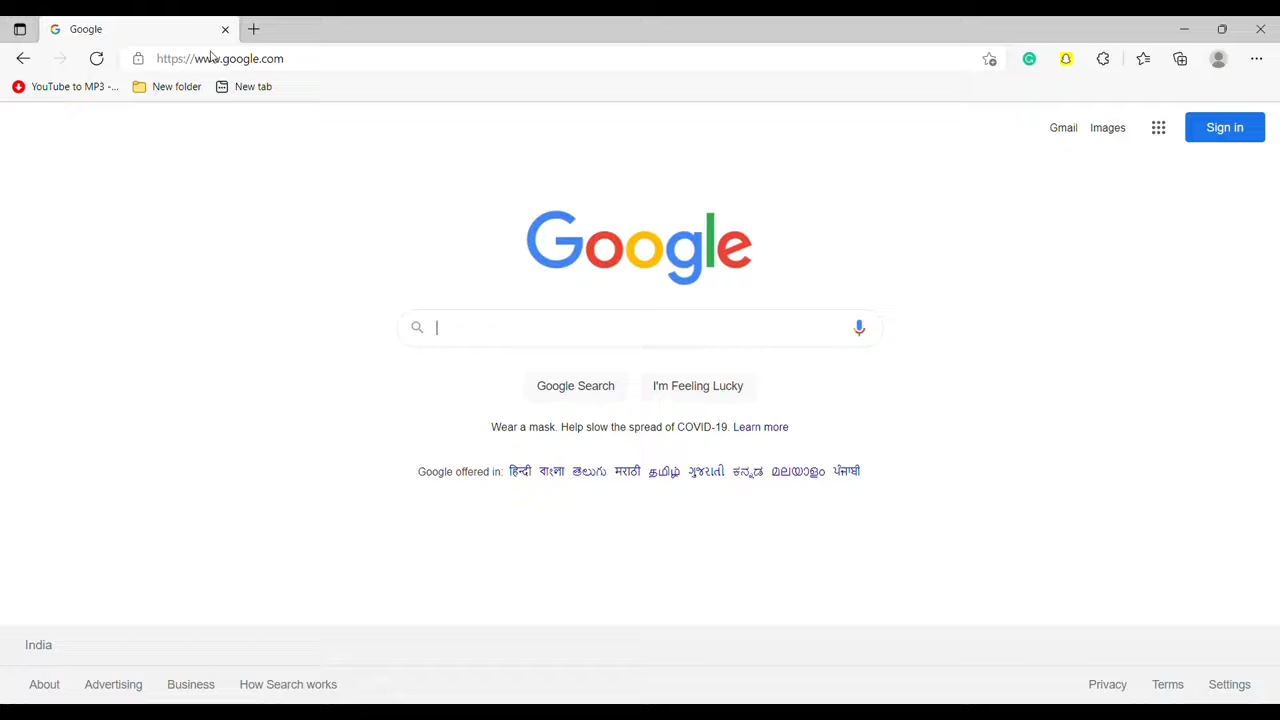 Google
https://www.google.com
YouTube to MP3 -...
New folder
New tab
Gmail Images Sign in
Google
Google Search I'm Feeling Lucky
Wear a mask. Help slow the spread of COVID-19. Learn more
Google offered in: हिन्दी বাংলা తెలుగు मराठी தமிழ் ગુજરાતી ಕನ್ನಡ മലയാളം ਪੰਜਾਬੀ
India
About Advertising Business How Search works Privacy Terms Settings